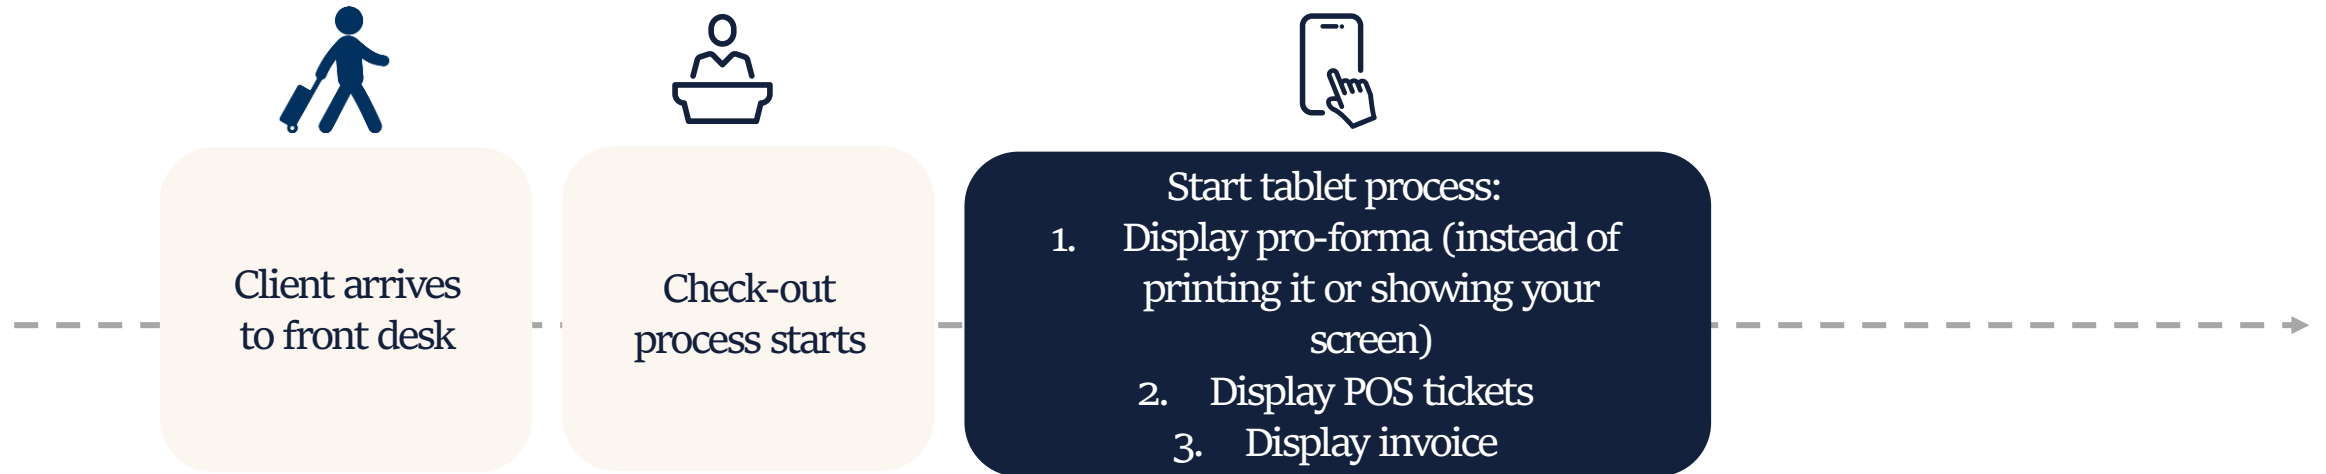 Client arrives
to front desk
Check-out
process starts
Start tablet process:
1. Display pro-forma (instead of
printing it or showing your
screen)
2. Display POS tickets
3. Display invoice